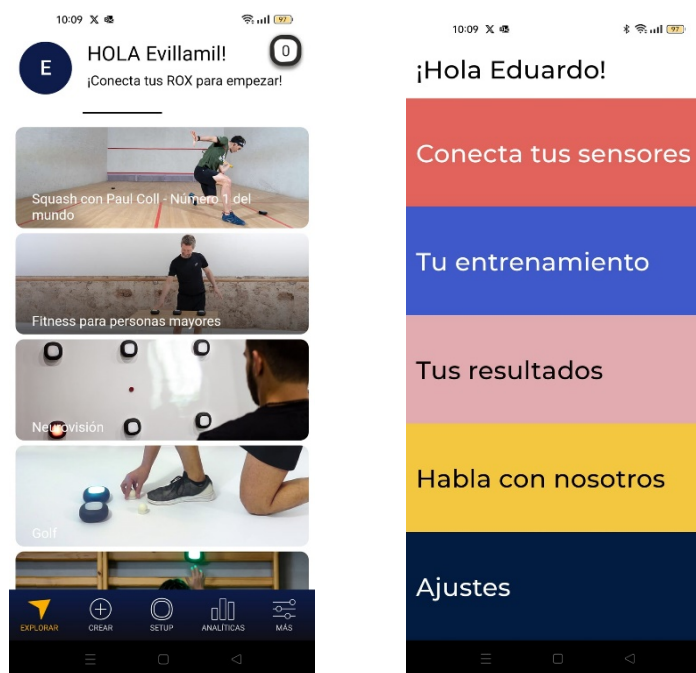 10:09 X 97
HOLA Evillamil!
E
0
¡Conecta tus ROX para empezar!
Squash con Paul Coll - Número 1 del
mundo
Fitness para personas mayores
Neurovisión
Golf
EXPLORAR CREAR SETUP ANALÍTICAS MÁS
10:09 X 97
¡Hola Eduardo!
Conecta tus sensores
Tu entrenamiento
Tus resultados
Habla con nosotros
Ajustes